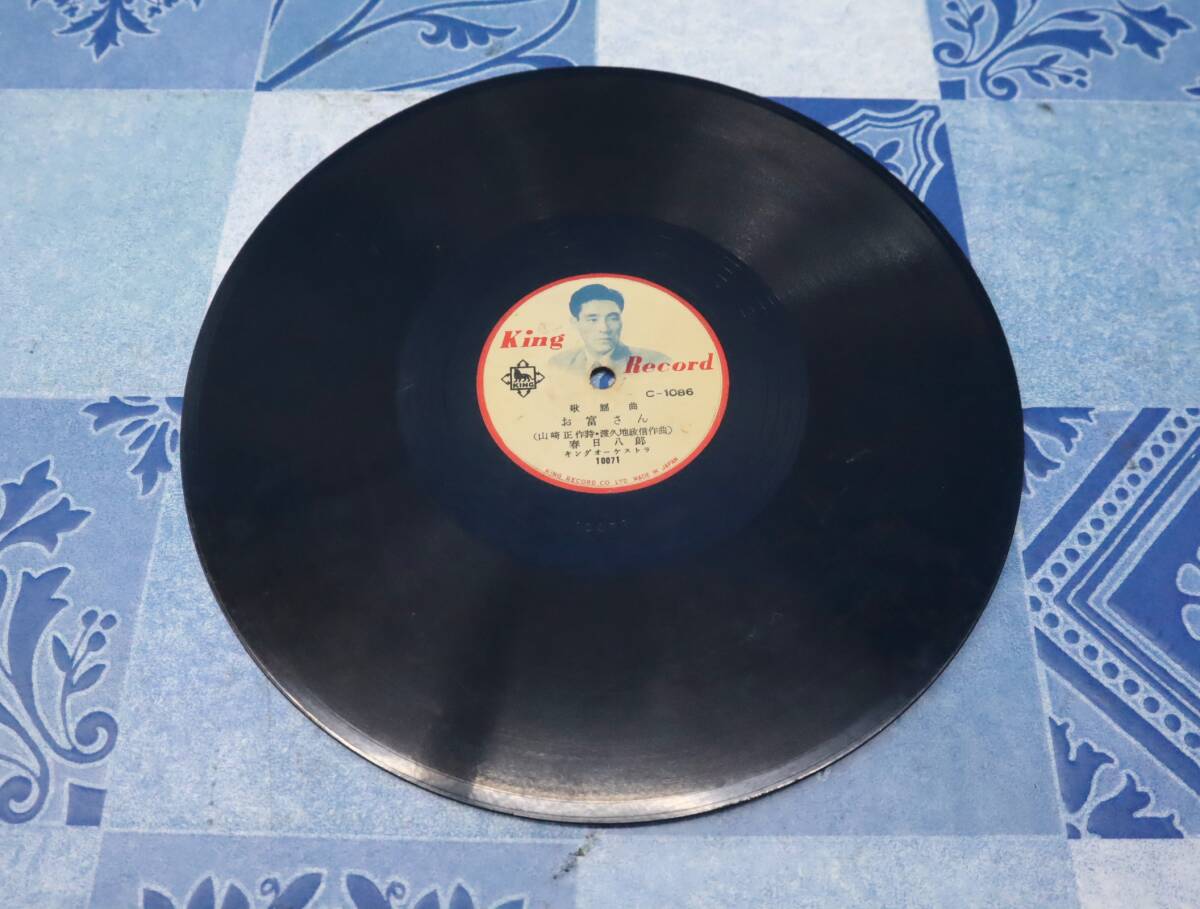 King
Record
KING
C-1086
歌謡曲
お富さん
(山崎正作詩・渡久地政信作曲)
春日八郎
キングオーケストラ
10071
KING RECORD CO LTD MADE IN JAPAN